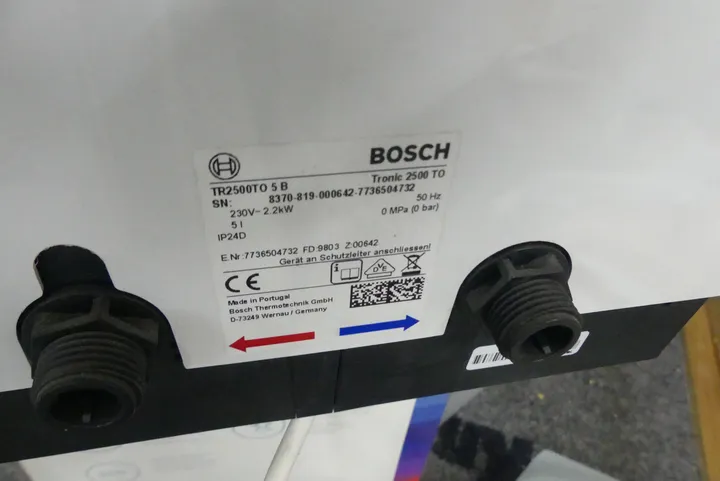 BOSCH
TR2500TO 5 B Tronic 2500 TO
SN: 8370-819-000642-7736504732
230V~ 2.2kW 50 Hz
5 l 0 MPa (0 bar)
IP24D
E.Nr:7736504732 FD:9803 Z:00642
Gerät an Schutzleiter anschliessen!
CE
DVE
Made in Portugal
Bosch Thermotechnik GmbH
D-73249 Wernau / Germany